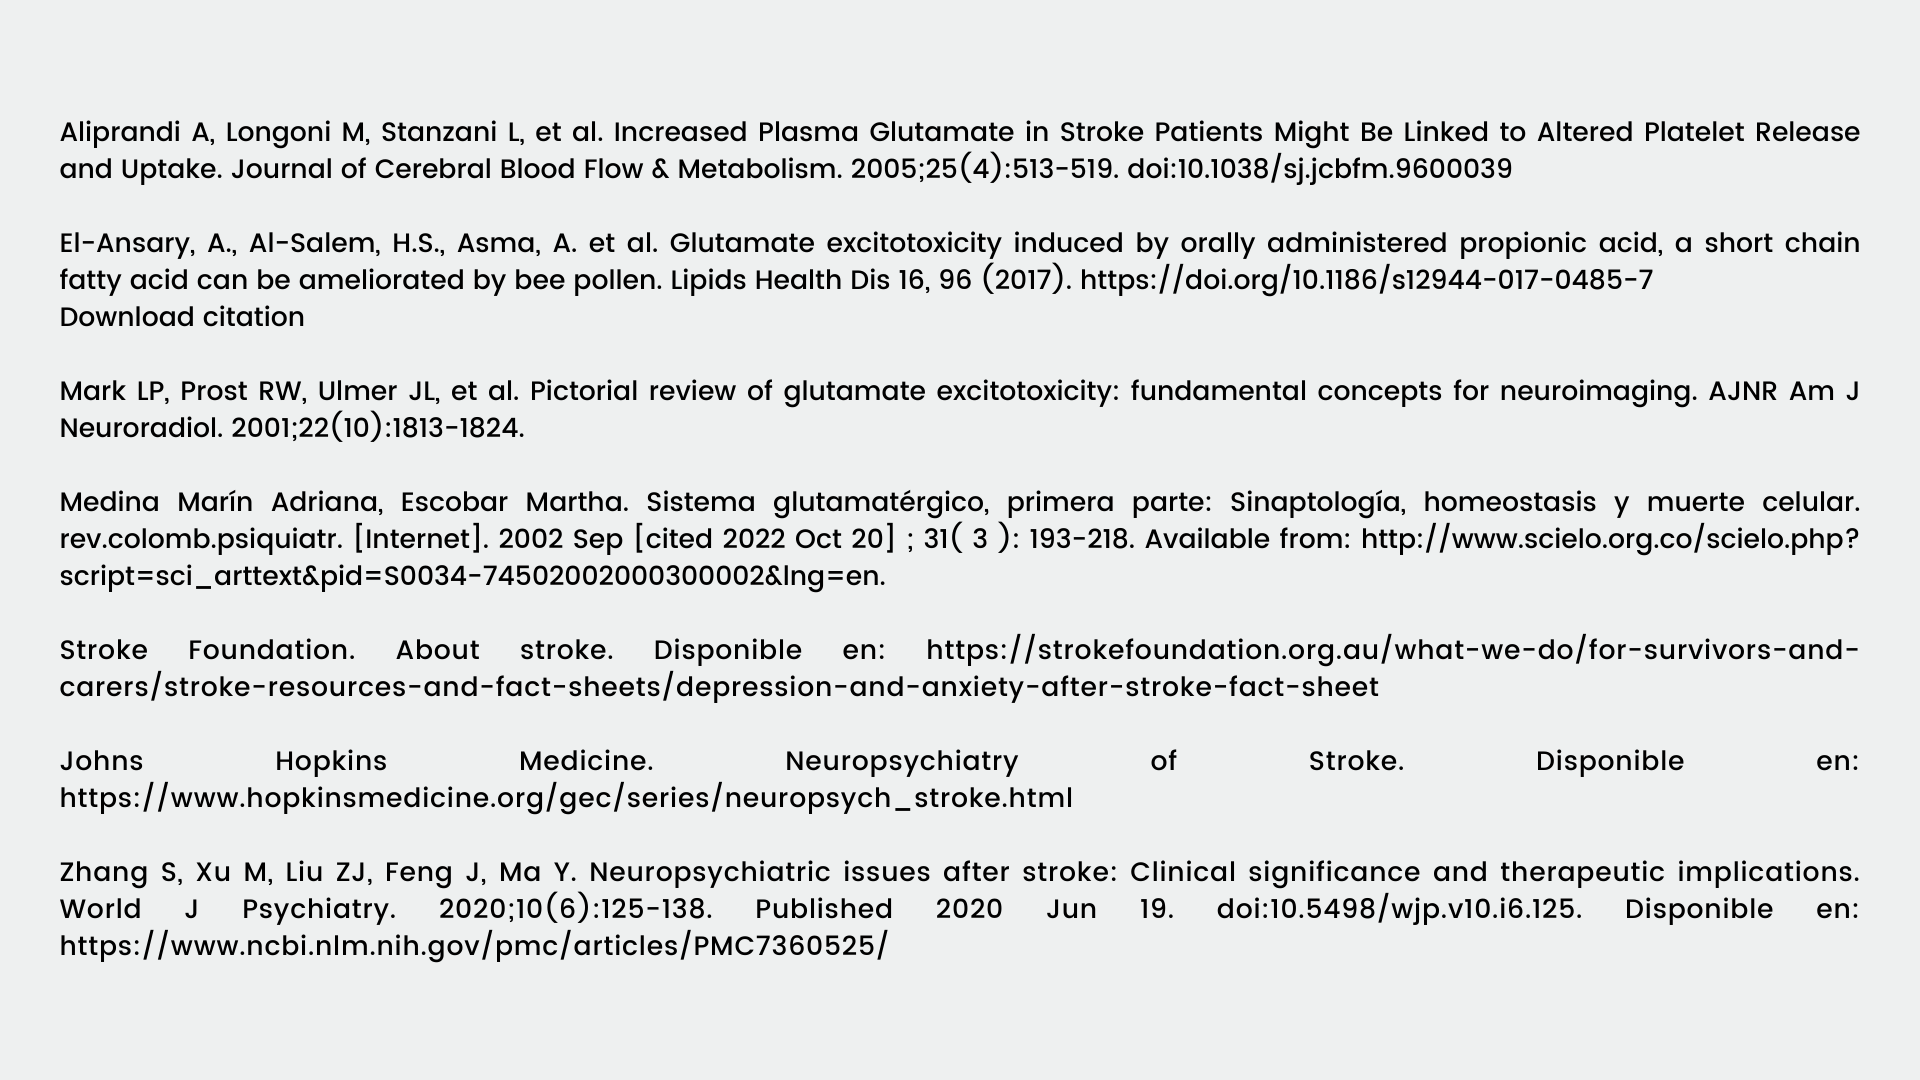 Aliprandi A, Longoni M, Stanzani L, et al. Increased Plasma Glutamate in Stroke Patients Might Be Linked to Altered Platelet Release
and Uptake. Journal of Cerebral Blood Flow & Metabolism. 2005;25(4):513-519. doi:10.1038/sj.jcbfm.9600039
El-Ansary, A., Al-Salem, H.S., Asma, A. et al. Glutamate excitotoxicity induced by orally administered propionic acid, a short chain
fatty acid can be ameliorated by bee pollen. Lipids Health Dis 16, 96 (2017). https://doi.org/10.1186/s12944-017-0485-7
Download citation
Mark LP, Prost RW, Ulmer JL, et al. Pictorial review of glutamate excitotoxicity: fundamental concepts for neuroimaging. AJNR Am J
Neuroradiol. 2001;22(10):1813-1824.
Medina Marín Adriana, Escobar Martha. Sistema glutamatérgico, primera parte: Sinaptología, homeostasis y muerte celular.
rev.colomb.psiquiatr. [Internet]. 2002 Sep [cited 2022 Oct 20] ; 31( 3 ): 193-218. Available from: http://www.scielo.org.co/scielo.php?
script=sci_arttext&pid=S0034-74502002000300002&lng=en.
Stroke Foundation. About stroke. Disponible en: https://strokefoundation.org.au/what-we-do/for-survivors-and-
carers/stroke-resources-and-fact-sheets/depression-and-anxiety-after-stroke-fact-sheet
Johns Hopkins Medicine. Neuropsychiatry of Stroke. Disponible en:
https://www.hopkinsmedicine.org/gec/series/neuropsych_stroke.html
Zhang S, Xu M, Liu ZJ, Feng J, Ma Y. Neuropsychiatric issues after stroke: Clinical significance and therapeutic implications.
World J Psychiatry. 2020;10(6):125-138. Published 2020 Jun 19. doi:10.5498/wjp.v10.i6.125. Disponible en:
https://www.ncbi.nlm.nih.gov/pmc/articles/PMC7360525/